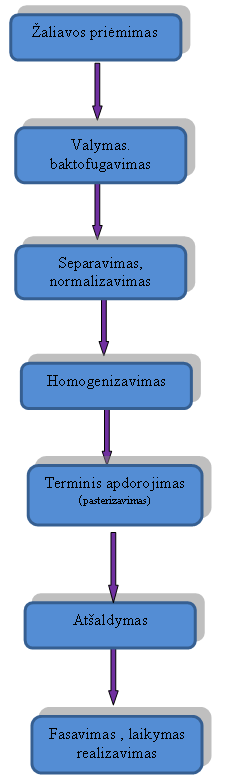 Žaliavos priėmimas
Valymas.
baktofugavimas
Separavimas,
normalizavimas
Homogenizavimas
Terminis apdorojimas
(pasterizavimas)
Atšaldymas
Fasavimas , laikymas
realizavimas